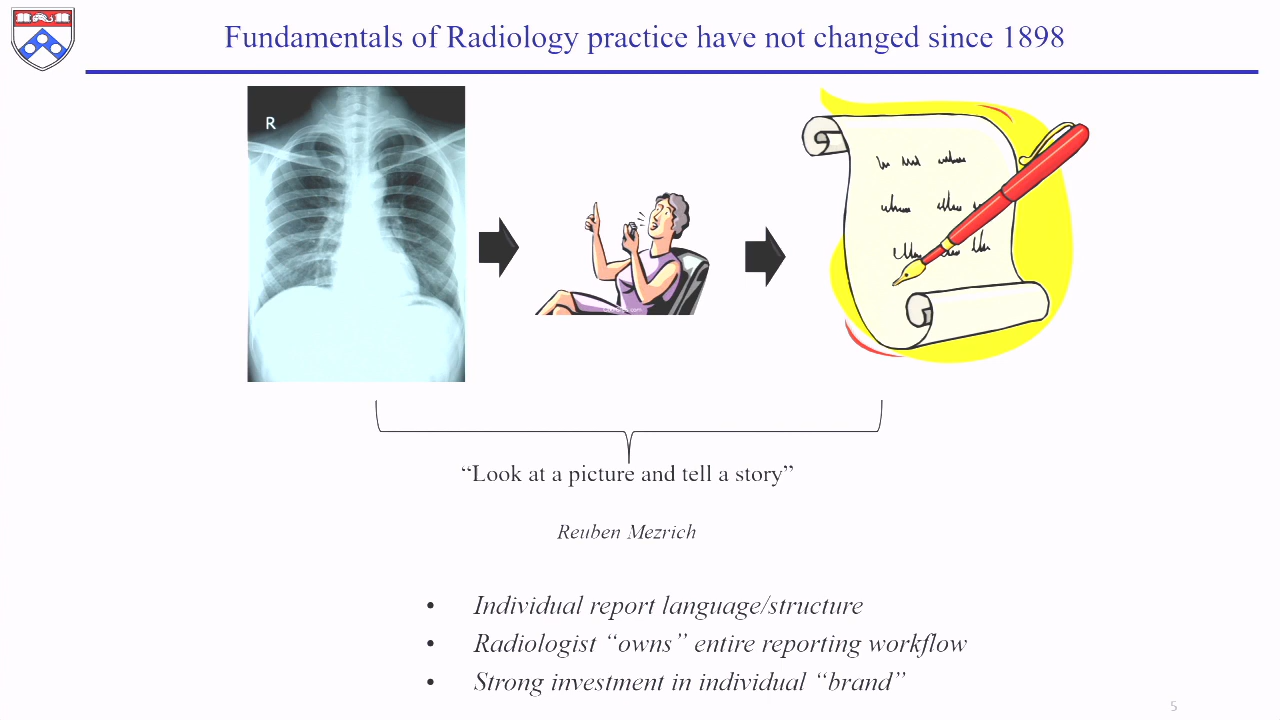 Fundamentals of Radiology practice have not changed since 1898
R
“Look at a picture and tell a story”
Reuben Mezrich
• Individual report language/structure
• Radiologist “owns” entire reporting workflow
• Strong investment in individual “brand”
5